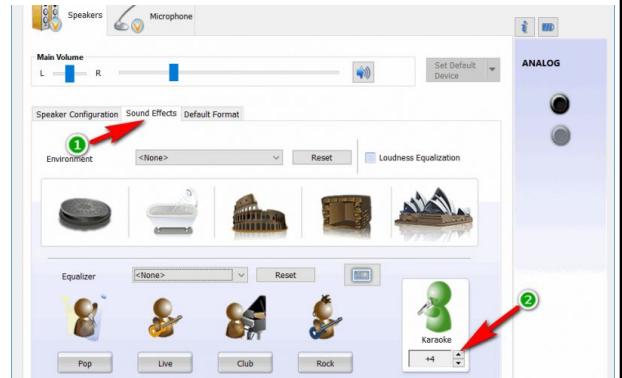 Speakers
Microphone
Main Volume
L R
Set Default
Device
ANALOG
Speaker Configuration Sound Effects Default Format
1
Environment <None> Reset Loudness Equalization
Equalizer <None> Reset
2
Karaoke
+4
Pop Live Club Rock